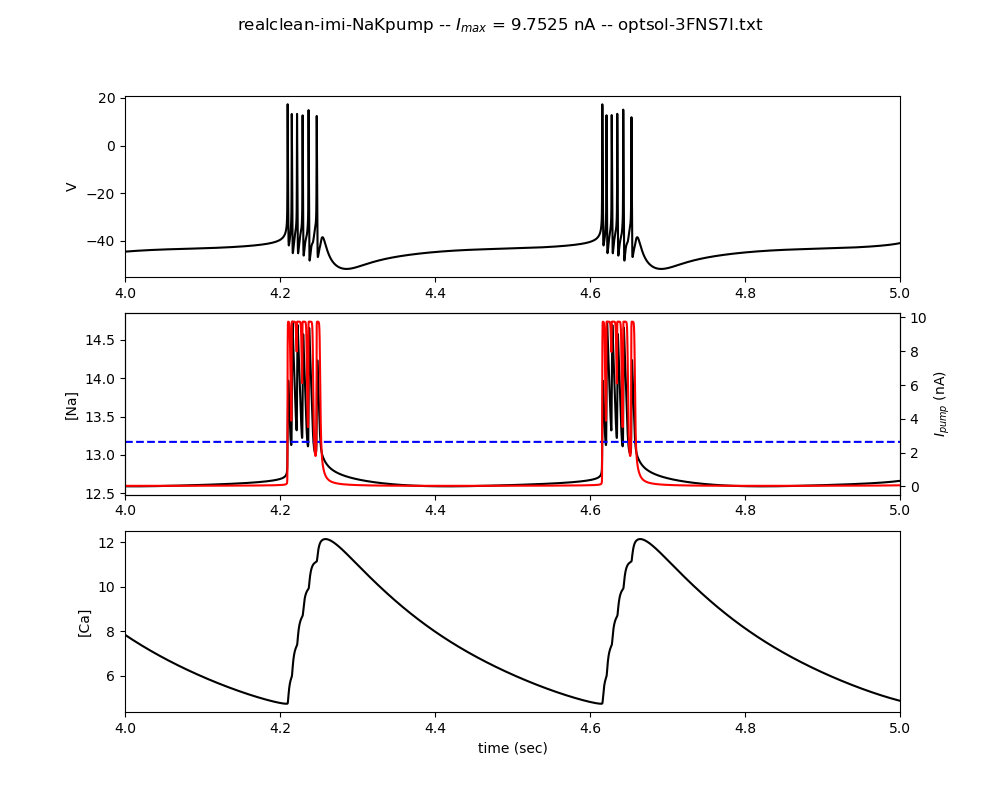 realclean-imi-NaKpump -- I_max = 9.7525 nA -- optsol-3FNS7I.txt
20
0
−20
−40
V
4.0 4.2 4.4 4.6 4.8 5.0
14.5
14.0
13.5
13.0
12.5
[Na]
10
8
6
4
2
0
I_pump (nA)
4.0 4.2 4.4 4.6 4.8 5.0
12
10
8
6
[Ca]
4.0 4.2 4.4 4.6 4.8 5.0
time (sec)